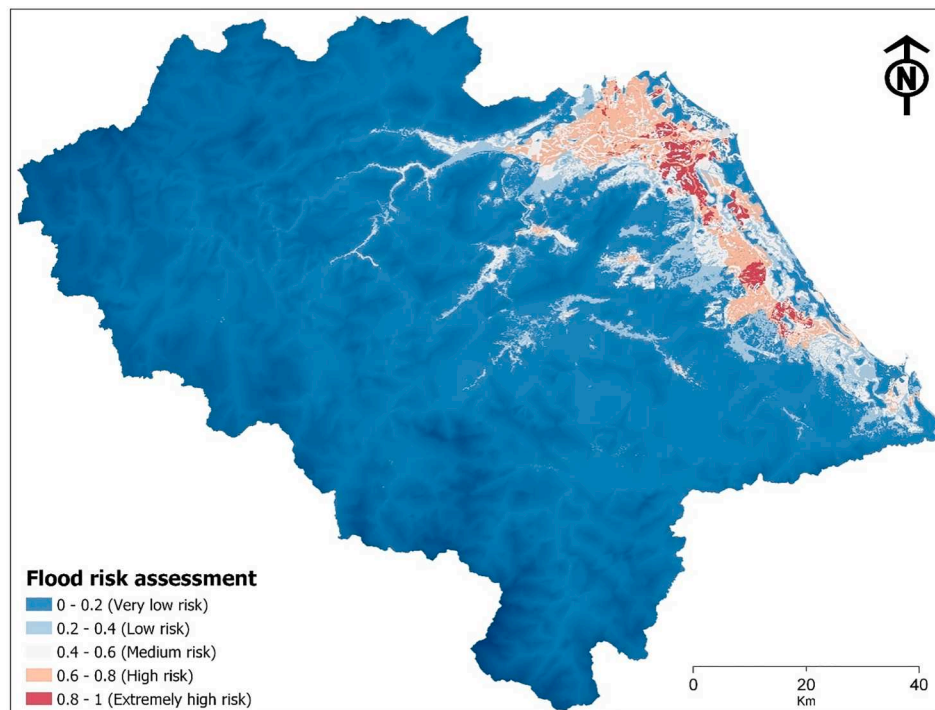 N
Flood risk assessment
0 - 0.2 (Very low risk)
0.2 - 0.4 (Low risk)
0.4 - 0.6 (Medium risk)
0.6 - 0.8 (High risk)
0.8 - 1 (Extremely high risk)
0 20 40
Km